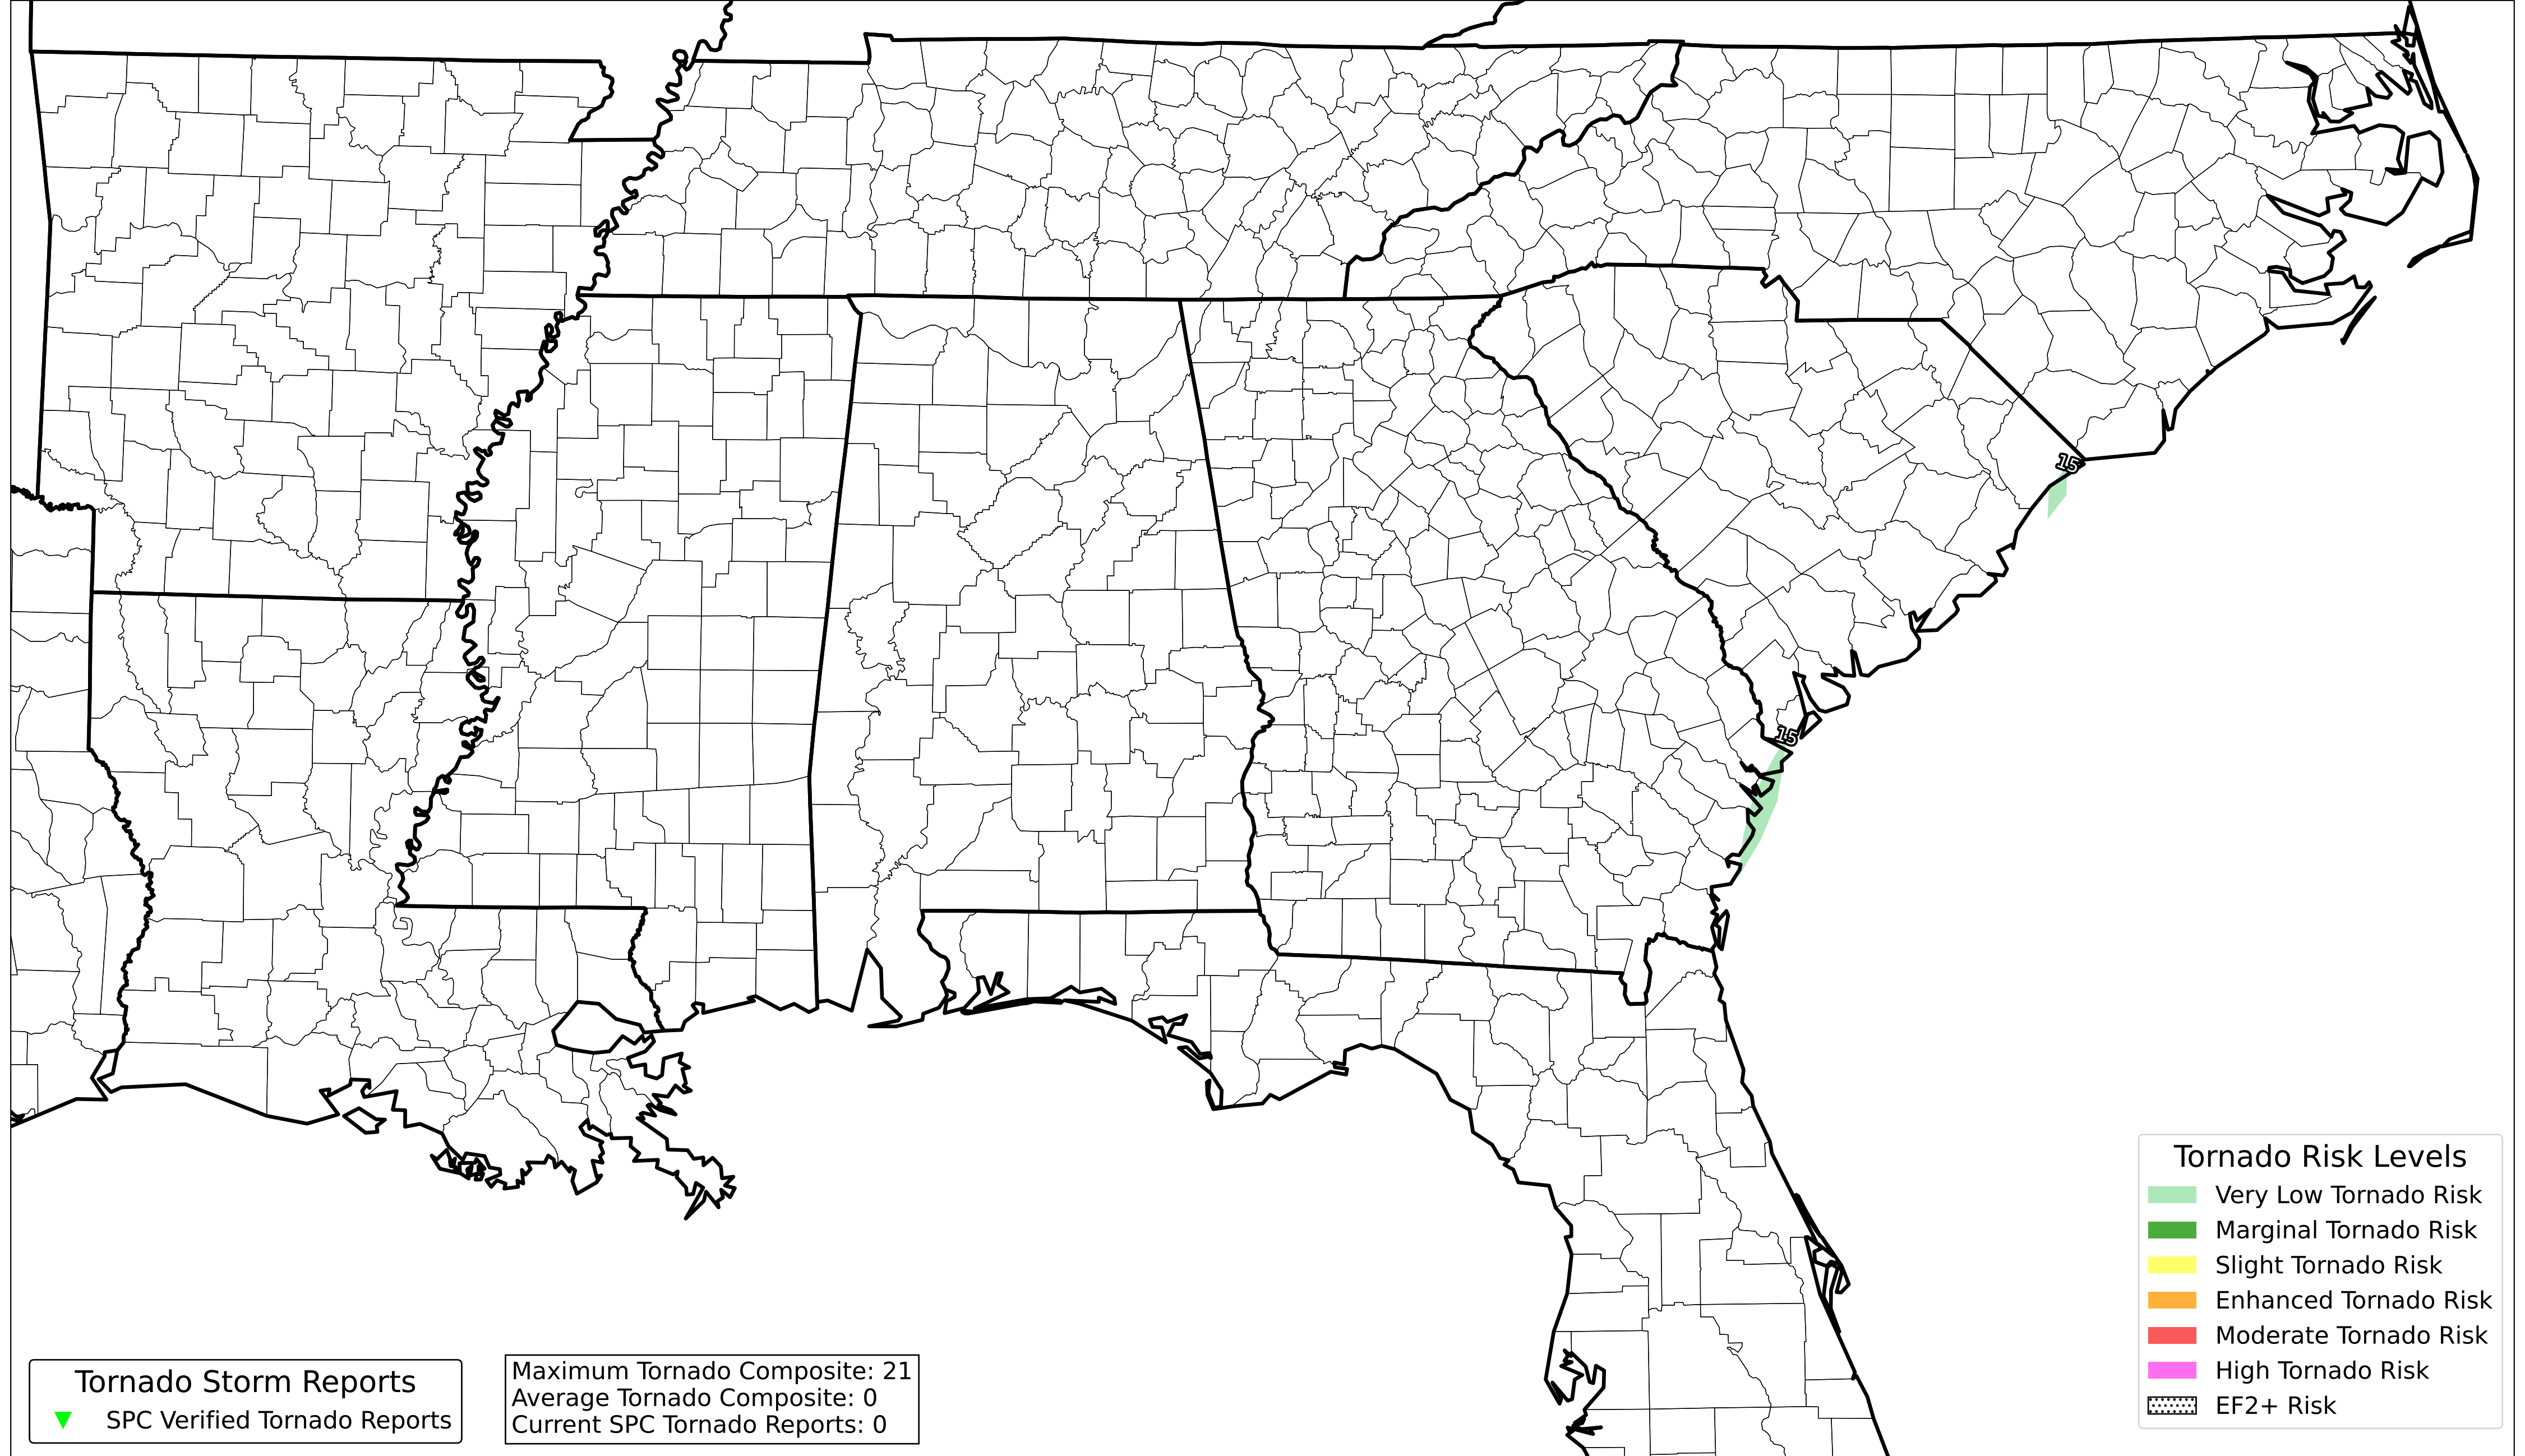 15
15
Tornado Risk Levels
Very Low Tornado Risk
Marginal Tornado Risk
Slight Tornado Risk
Enhanced Tornado Risk
Moderate Tornado Risk
High Tornado Risk
EF2+ Risk
Tornado Storm Reports
SPC Verified Tornado Reports
Maximum Tornado Composite: 21
Average Tornado Composite: 0
Current SPC Tornado Reports: 0